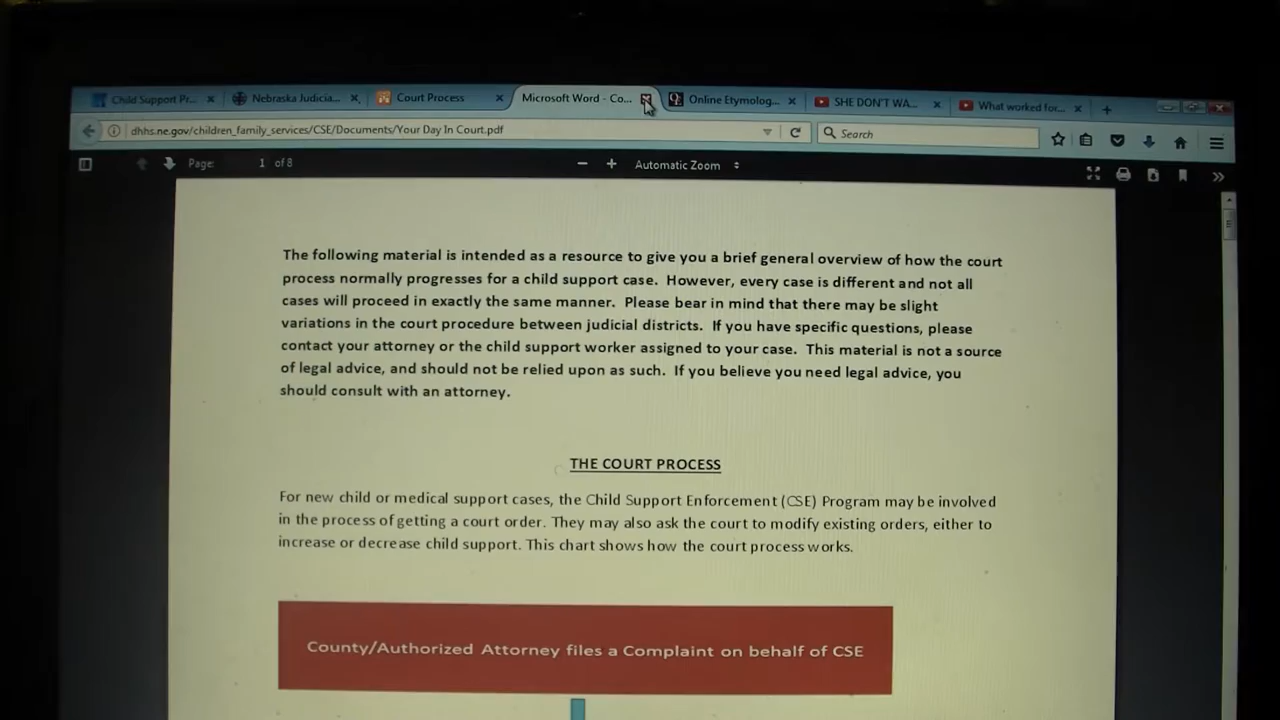 Child Support Pr... Nebraska Judicia... Court Process Microsoft Word - Co... Online Etymolog... SHE DON'T WA... What worked for...
dhhs.ne.gov/children_family_services/CSE/Documents/Your Day In Court.pdf Search
Page: 1 of 8 Automatic Zoom
The following material is intended as a resource to give you a brief general overview of how the court
process normally progresses for a child support case. However, every case is different and not all
cases will proceed in exactly the same manner. Please bear in mind that there may be slight
variations in the court procedure between judicial districts. If you have specific questions, please
contact your attorney or the child support worker assigned to your case. This material is not a source
of legal advice, and should not be relied upon as such. If you believe you need legal advice, you
should consult with an attorney.
THE COURT PROCESS
For new child or medical support cases, the Child Support Enforcement (CSE) Program may be involved
in the process of getting a court order. They may also ask the court to modify existing orders, either to
increase or decrease child support. This chart shows how the court process works.
County/Authorized Attorney files a Complaint on behalf of CSE